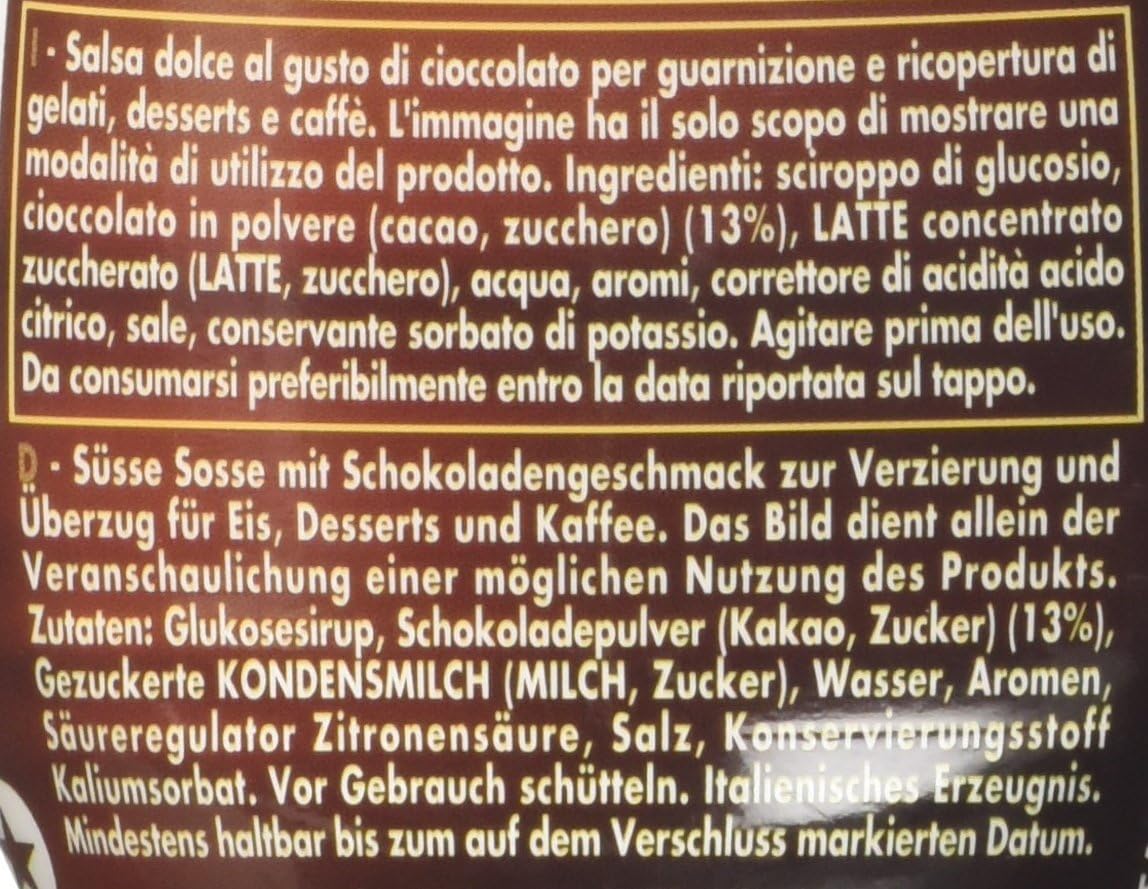 I - Salsa dolce al gusto di cioccolato per guarnizione e ricopertura di
gelati, desserts e caffè. L'immagine ha il solo scopo di mostrare una
modalità di utilizzo del prodotto. Ingredienti: sciroppo di glucosio,
cioccolato in polvere (cacao, zucchero) (13%), LATTE concentrato
zuccherato (LATTE, zucchero), acqua, aromi, correttore di acidità acido
citrico, sale, conservante sorbato di potassio. Agitare prima dell'uso.
Da consumarsi preferibilmente entro la data riportata sul tappo.
D - Süsse Sosse mit Schokoladengeschmack zur Verzierung und
Überzug für Eis, Desserts und Kaffee. Das Bild dient allein der
Veranschaulichung einer möglichen Nutzung des Produkts.
Zutaten: Glukosesirup, Schokoladepulver (Kakao, Zucker) (13%),
Gezuckerte KONDENSMILCH (MILCH, Zucker), Wasser, Aromen,
Säureregulator Zitronensäure, Salz, Konservierungsstoff
Kaliumsorbat. Vor Gebrauch schütteln. Italienisches Erzeugnis.
Mindestens haltbar bis zum auf dem Verschluss markierten Datum.